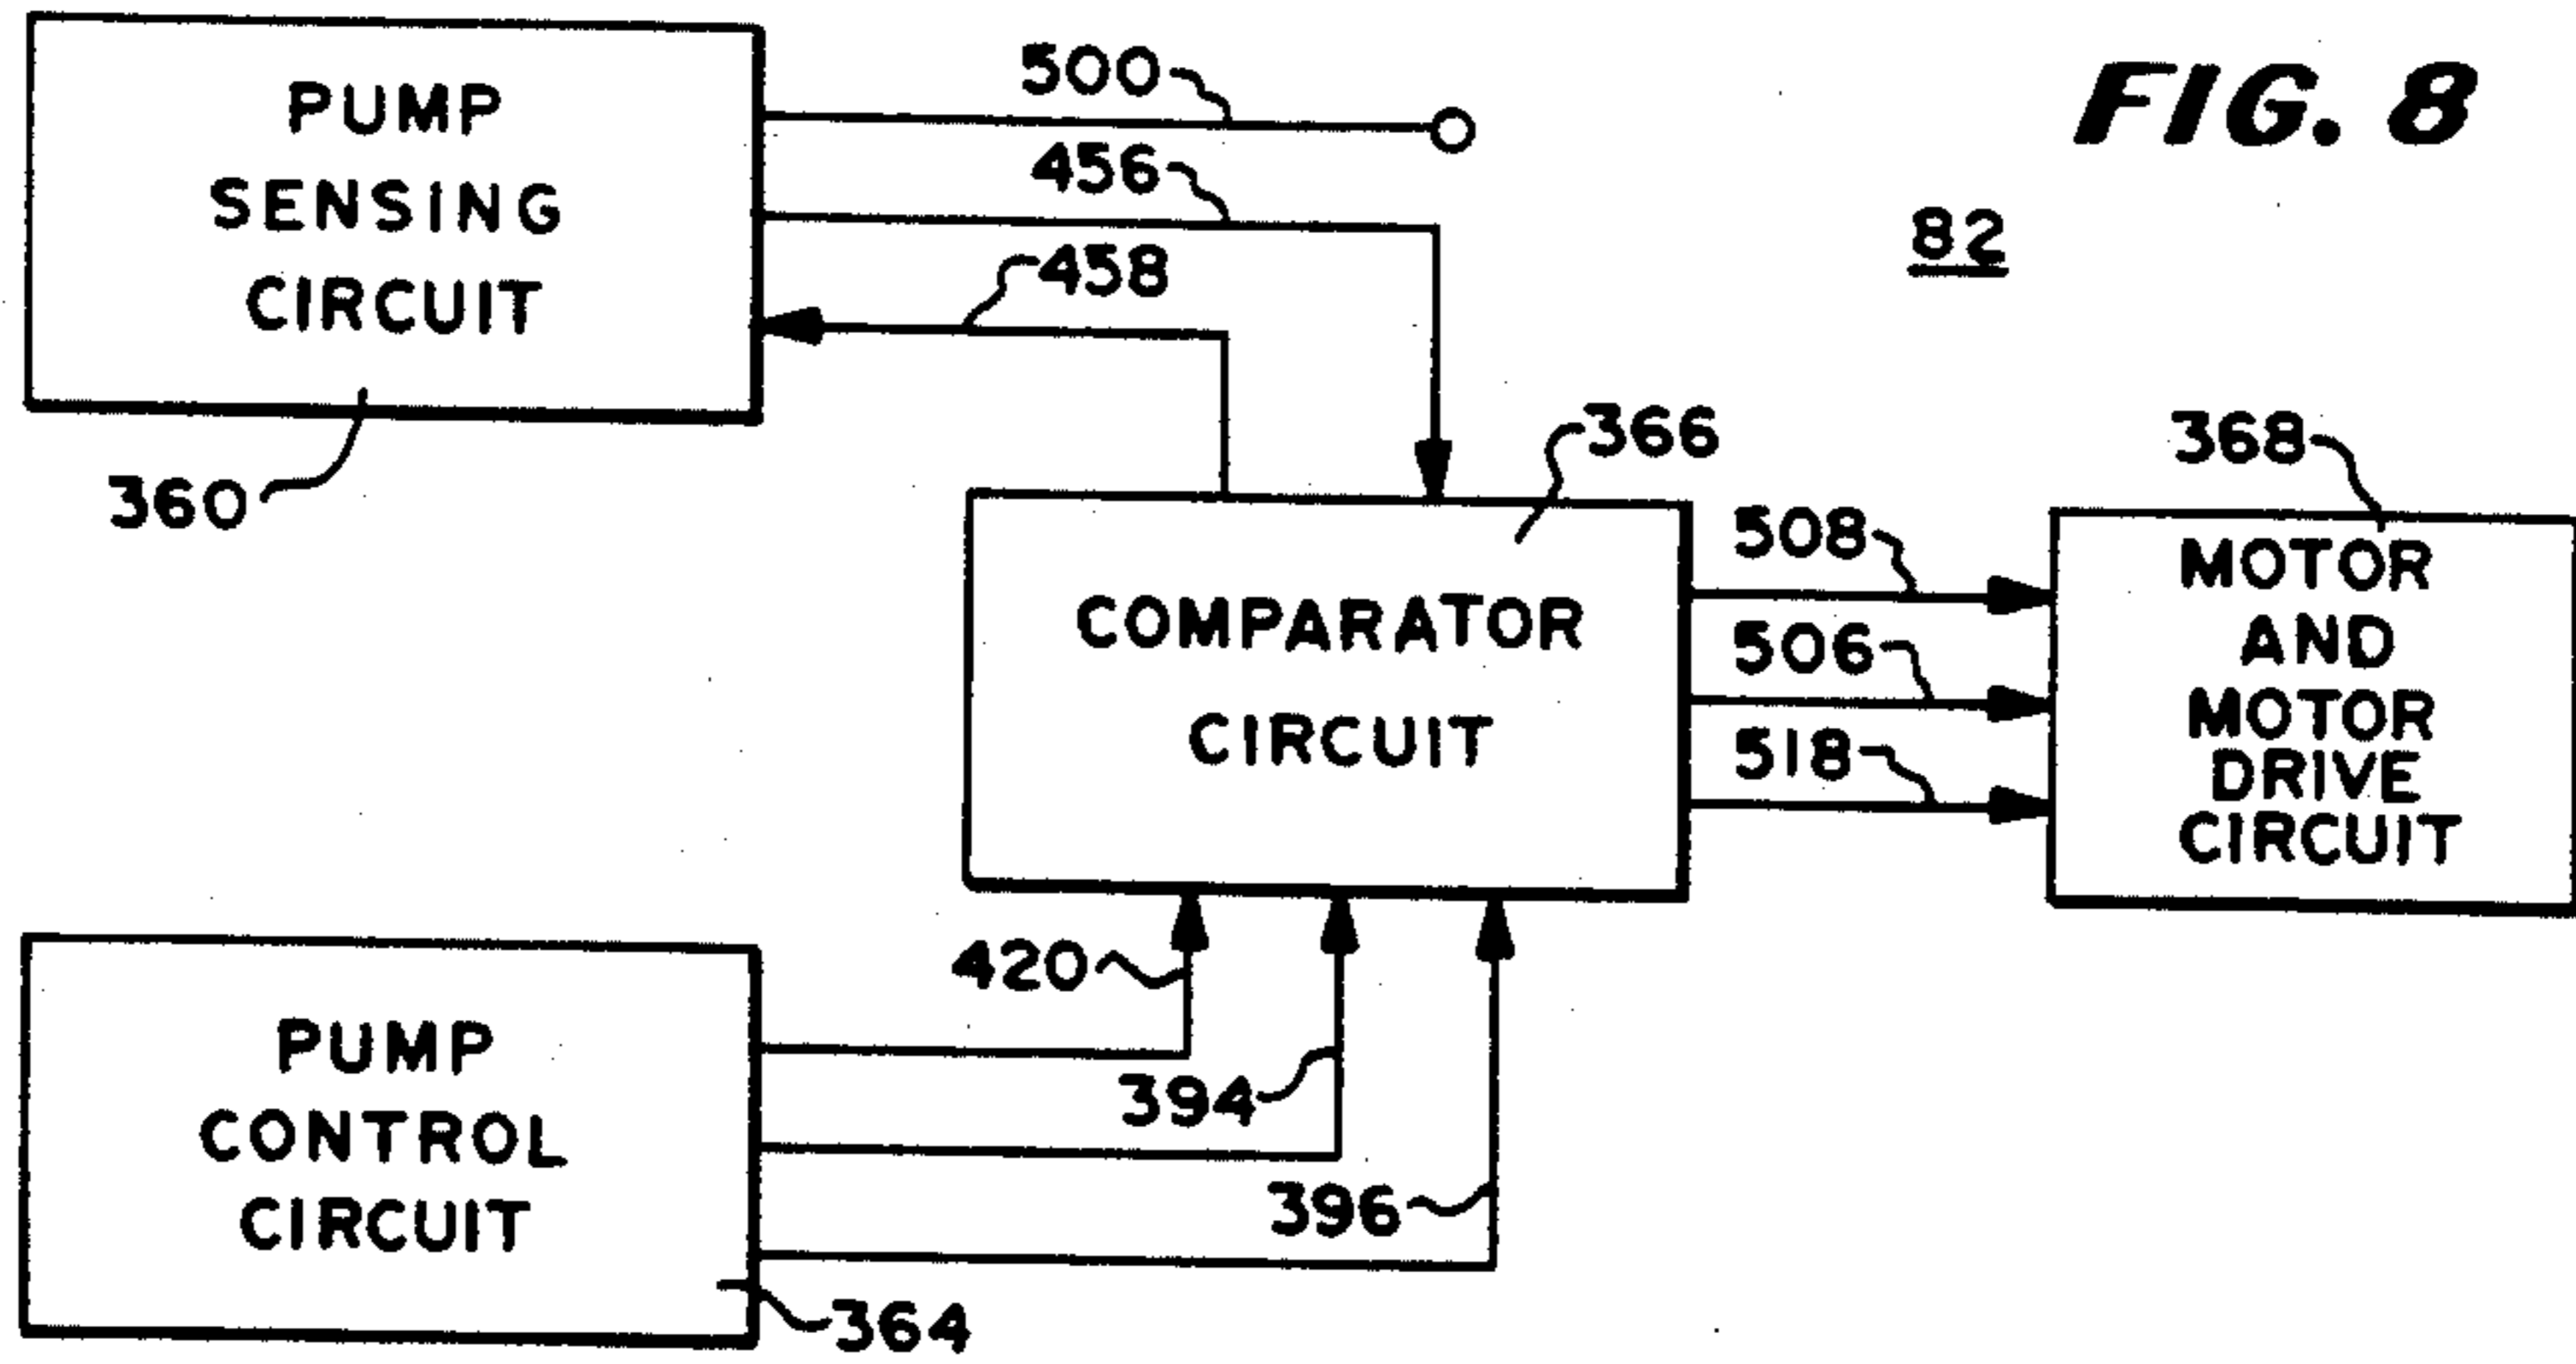 FIG. 8
82
PUMP
SENSING
CIRCUIT
360
500
456
458
366
COMPARATOR
CIRCUIT
508
506
518
368
MOTOR
AND
MOTOR
DRIVE
CIRCUIT
PUMP
CONTROL
CIRCUIT
364
420
394
396